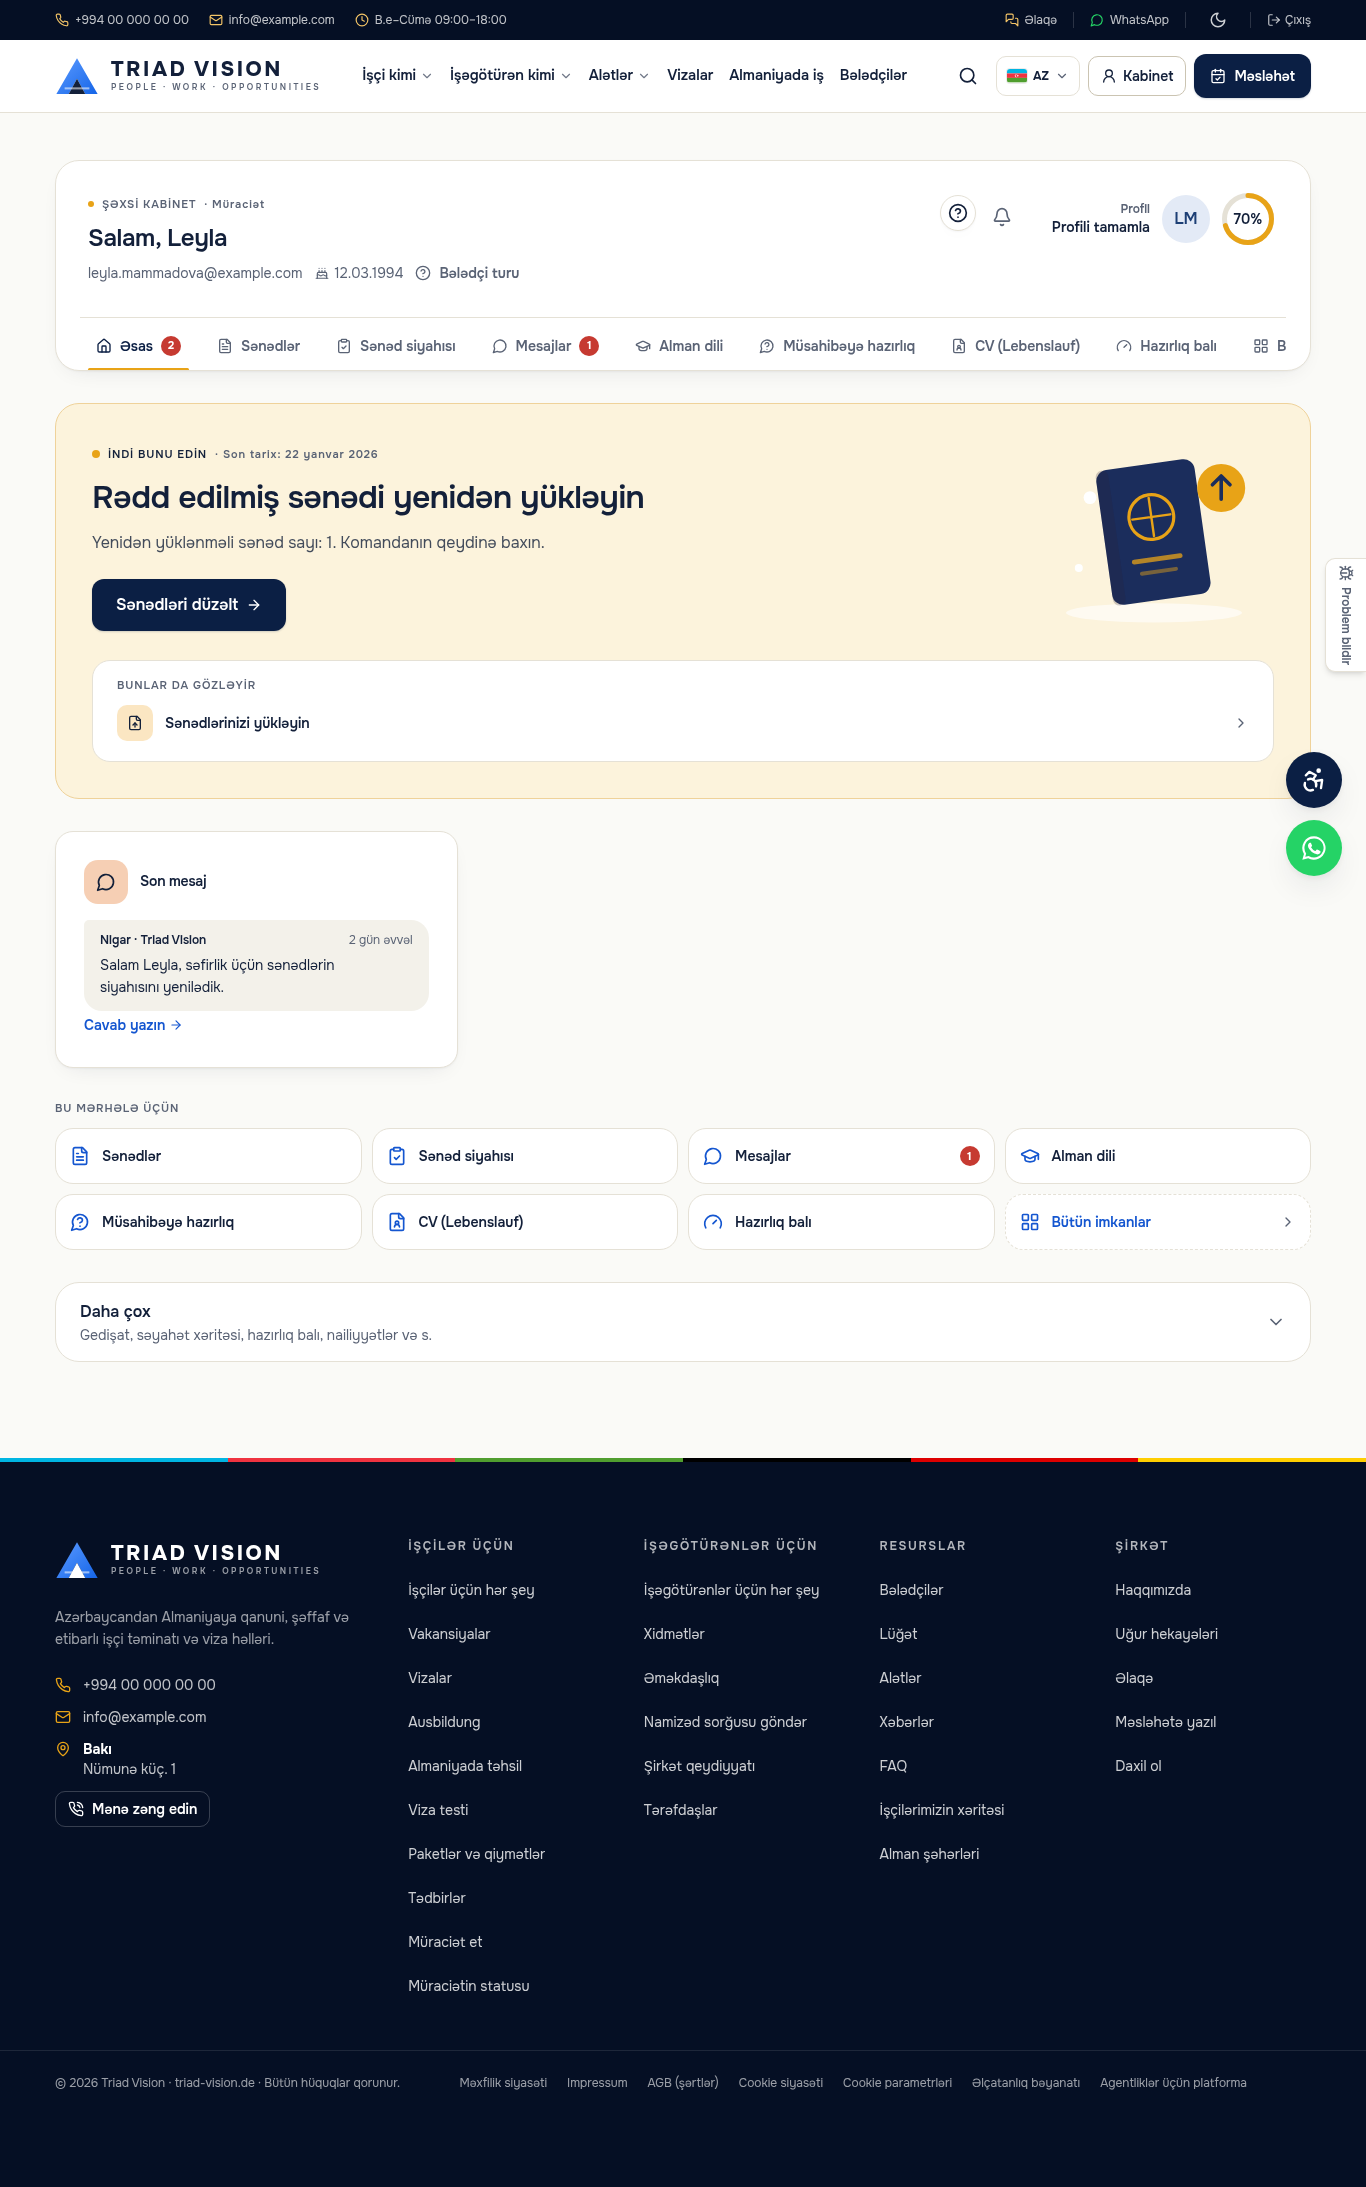 +994 00 000 00 00 info@example.com B.e–Cümə 09:00–18:00 Əlaqə WhatsApp Çıxış
TRIAD VISION
PEOPLE · WORK · OPPORTUNITIES
İşçi kimi İşəgötürən kimi Alətlər Vizalar Almaniyada iş Bələdçilər AZ Kabinet Məsləhət
ŞƏXSİ KABİNET · Müraciət
Salam, Leyla
leyla.mammadova@example.com 12.03.1994 Bələdçi turu
Profil
Profili tamamla
LM
70%
Əsas 2 Sənədlər Sənəd siyahısı Mesajlar 1 Alman dili Müsahibəyə hazırlıq CV (Lebenslauf) Hazırlıq balı B
İNDİ BUNU EDİN · Son tarix: 22 yanvar 2026
Rədd edilmiş sənədi yenidən yükləyin
Yenidən yüklənməli sənəd sayı: 1. Komandanın qeydinə baxın.
Sənədləri düzəlt
BUNLAR DA GÖZLƏYİR
Sənədlərinizi yükləyin
Problem bildir
Son mesaj
Nigar · Triad Vision 2 gün əvvəl
Salam Leyla, səfirlik üçün sənədlərin
siyahısını yenilədik.
Cavab yazın
BU MƏRHƏLƏ ÜÇÜN
Sənədlər Sənəd siyahısı Mesajlar 1 Alman dili
Müsahibəyə hazırlıq CV (Lebenslauf) Hazırlıq balı Bütün imkanlar
Daha çox
Gedişat, səyahət xəritəsi, hazırlıq balı, nailiyyətlər və s.
TRIAD VISION
PEOPLE · WORK · OPPORTUNITIES
Azərbaycandan Almaniyaya qanuni, şəffaf və
etibarlı işçi təminatı və viza həlləri.
+994 00 000 00 00
info@example.com
Bakı
Nümunə küç. 1
Mənə zəng edin
İŞÇİLƏR ÜÇÜN
İşçilər üçün hər şey
Vakansiyalar
Vizalar
Ausbildung
Almaniyada təhsil
Viza testi
Paketlər və qiymətlər
Tədbirlər
Müraciət et
Müraciətin statusu
İŞƏGÖTÜRƏNLƏR ÜÇÜN
İşəgötürənlər üçün hər şey
Xidmətlər
Əməkdaşlıq
Namizəd sorğusu göndər
Şirkət qeydiyyatı
Tərəfdaşlar
RESURSLAR
Bələdçilər
Lüğət
Alətlər
Xəbərlər
FAQ
İşçilərimizin xəritəsi
Alman şəhərləri
ŞİRKƏT
Haqqımızda
Uğur hekayələri
Əlaqə
Məsləhətə yazıl
Daxil ol
© 2026 Triad Vision · triad-vision.de · Bütün hüquqlar qorunur. Məxfilik siyasəti Impressum AGB (şərtlər) Cookie siyasəti Cookie parametrləri Əlçatanlıq bəyanatı Agentliklər üçün platforma